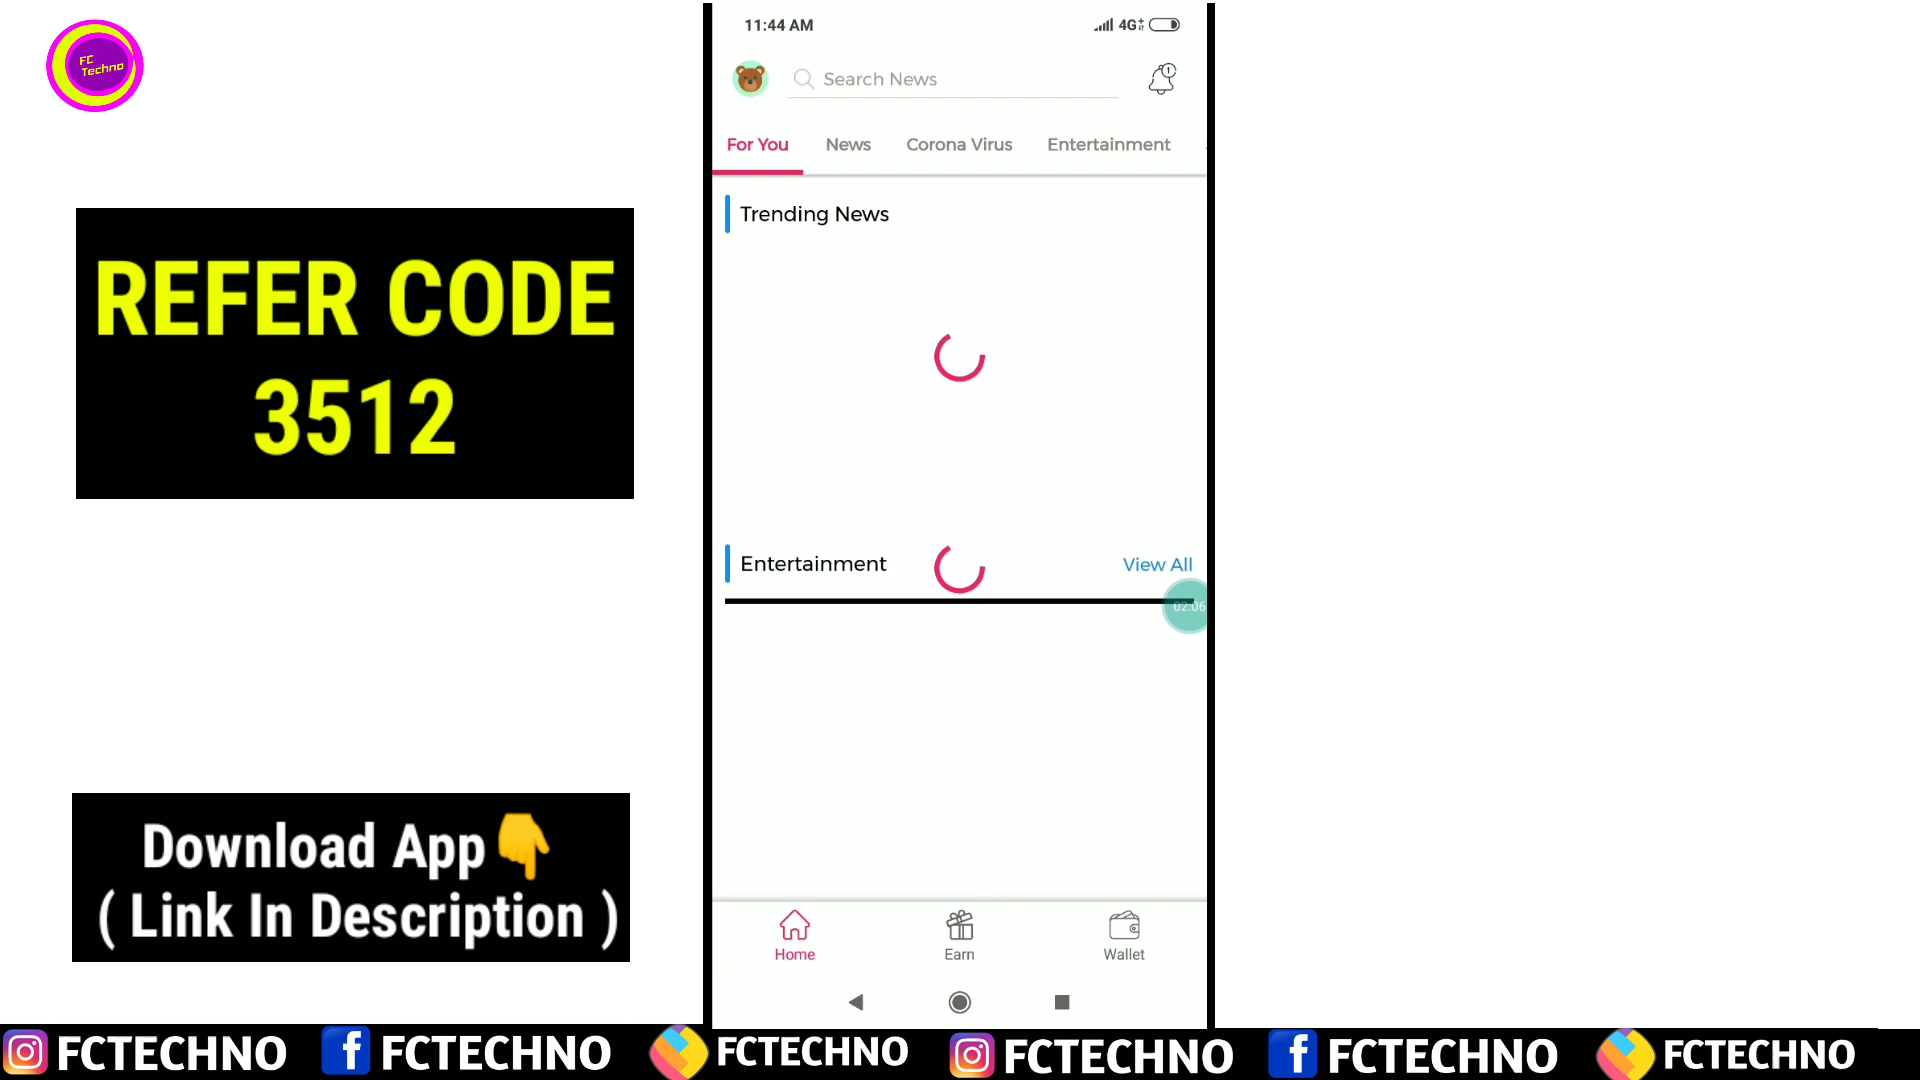 FC
Techno
REFER CODE
3512
Download App👇
( Link In Description )
11:44 AM
4G
Search News
1
For You
News
Corona Virus
Entertainment
Trending News
Entertainment
View All
02:06
Home
Earn
Wallet
FCTECHNO
FCTECHNO
FCTECHNO
FCTECHNO
FCTECHNO
FCTECHNO